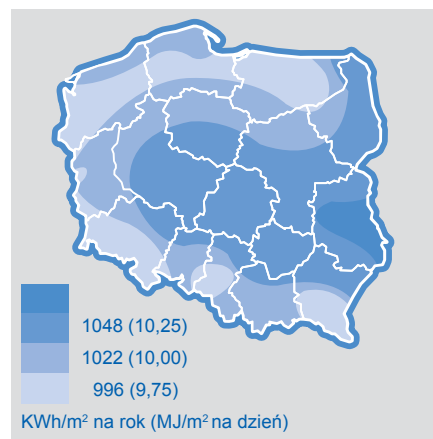 1048 (10,25)
1022 (10,00)
996 (9,75)
KWh/m² na rok (MJ/m² na dzień)